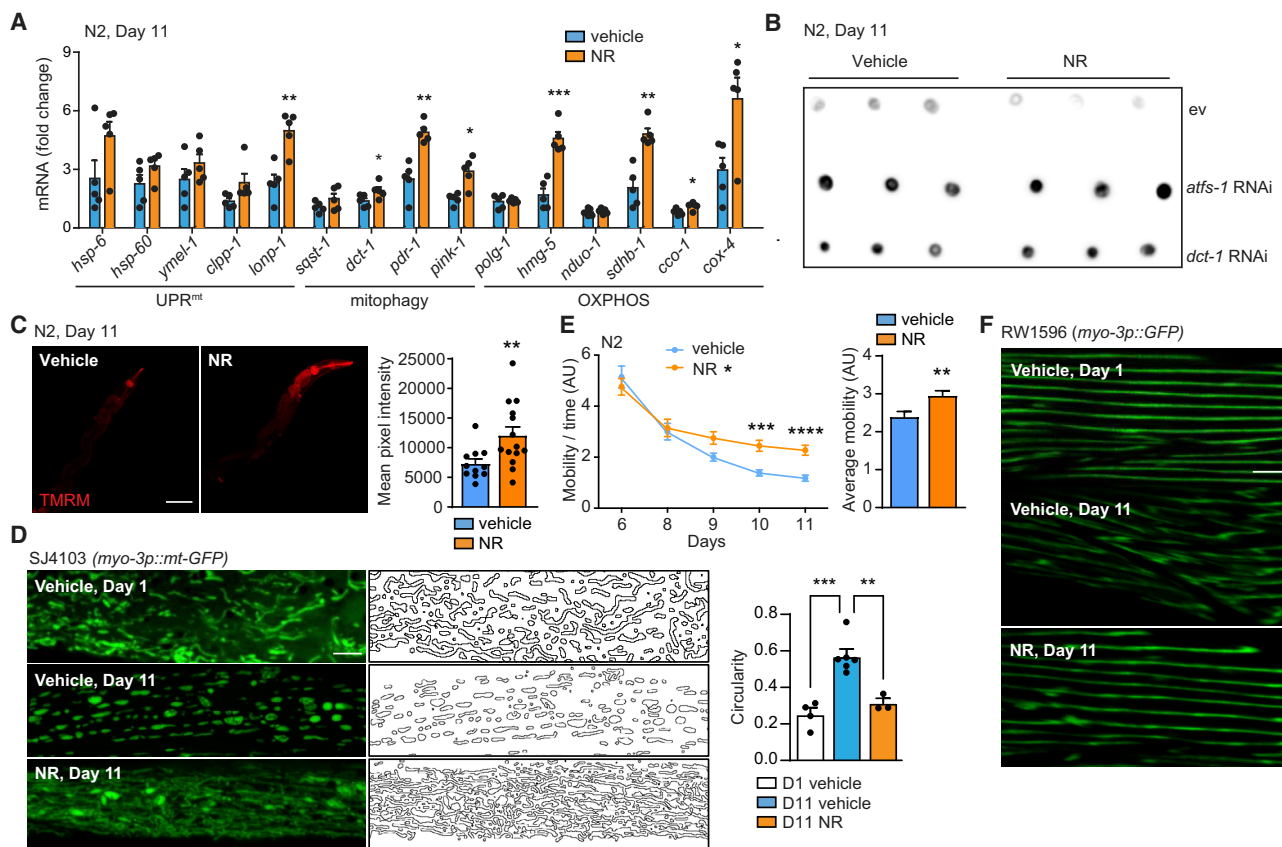 A
N2, Day 11
vehicle
NR
mRNA (fold change)
9
6
3
0
** ** * *** ** *
* *
*
hsp-6 hsp-60 ymel-1 clpp-1 lonp-1 sqst-1 dct-1 pdr-1 pink-1 polg-1 hmg-5 nduo-1 sdhb-1 cco-1 cox-4
UPRmt mitophagy OXPHOS
B
N2, Day 11
Vehicle NR
ev
atfs-1 RNAi
dct-1 RNAi
C
N2, Day 11
Vehicle NR
TMRM
Mean pixel intensity
25000
20000
15000
10000
5000
0
**
vehicle
NR
D
SJ4103 (myo-3p::mt-GFP)
Vehicle, Day 1
Vehicle, Day 11
NR, Day 11
Circularity
0.8
0.6
0.4
0.2
0.0
*** **
D1 vehicle
D11 vehicle
D11 NR
E
N2
vehicle
NR *
Mobility / time (AU)
6
4
2
0
*** ****
6 8 9 10 11
Days
vehicle
NR
Average mobility (AU)
4
3
2
1
0
**
F
RW1596 (myo-3p::GFP)
Vehicle, Day 1
Vehicle, Day 11
NR, Day 11